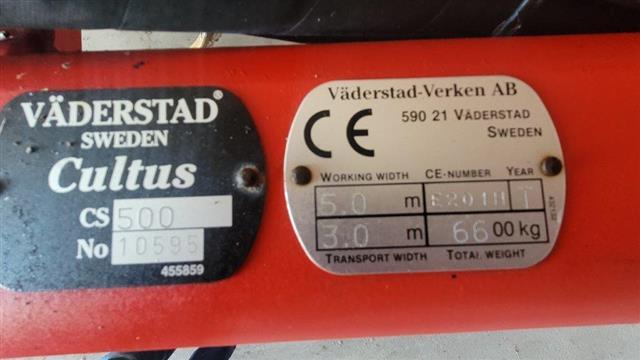 VÄDERSTAD®
SWEDEN
Cultus
CS 500
No 10595
455859
Väderstad-Verken AB
CE
590 21 VÄDERSTAD
SWEDEN
WORKING WIDTH CE-NUMBER YEAR
5.0 m E201H T
3.0 m 6600 kg
TRANSPORT WIDTH TOTAL WEIGHT